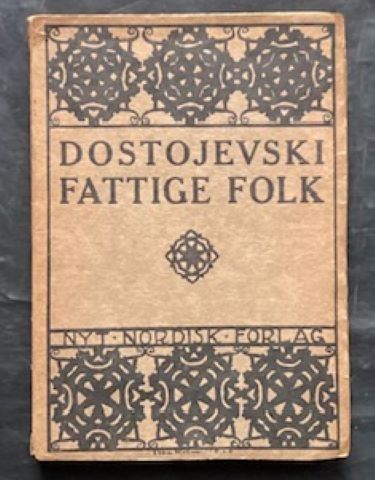 DOSTOJEVSKI
FATTIGE FOLK
NYT · NORDISK · FORLAG